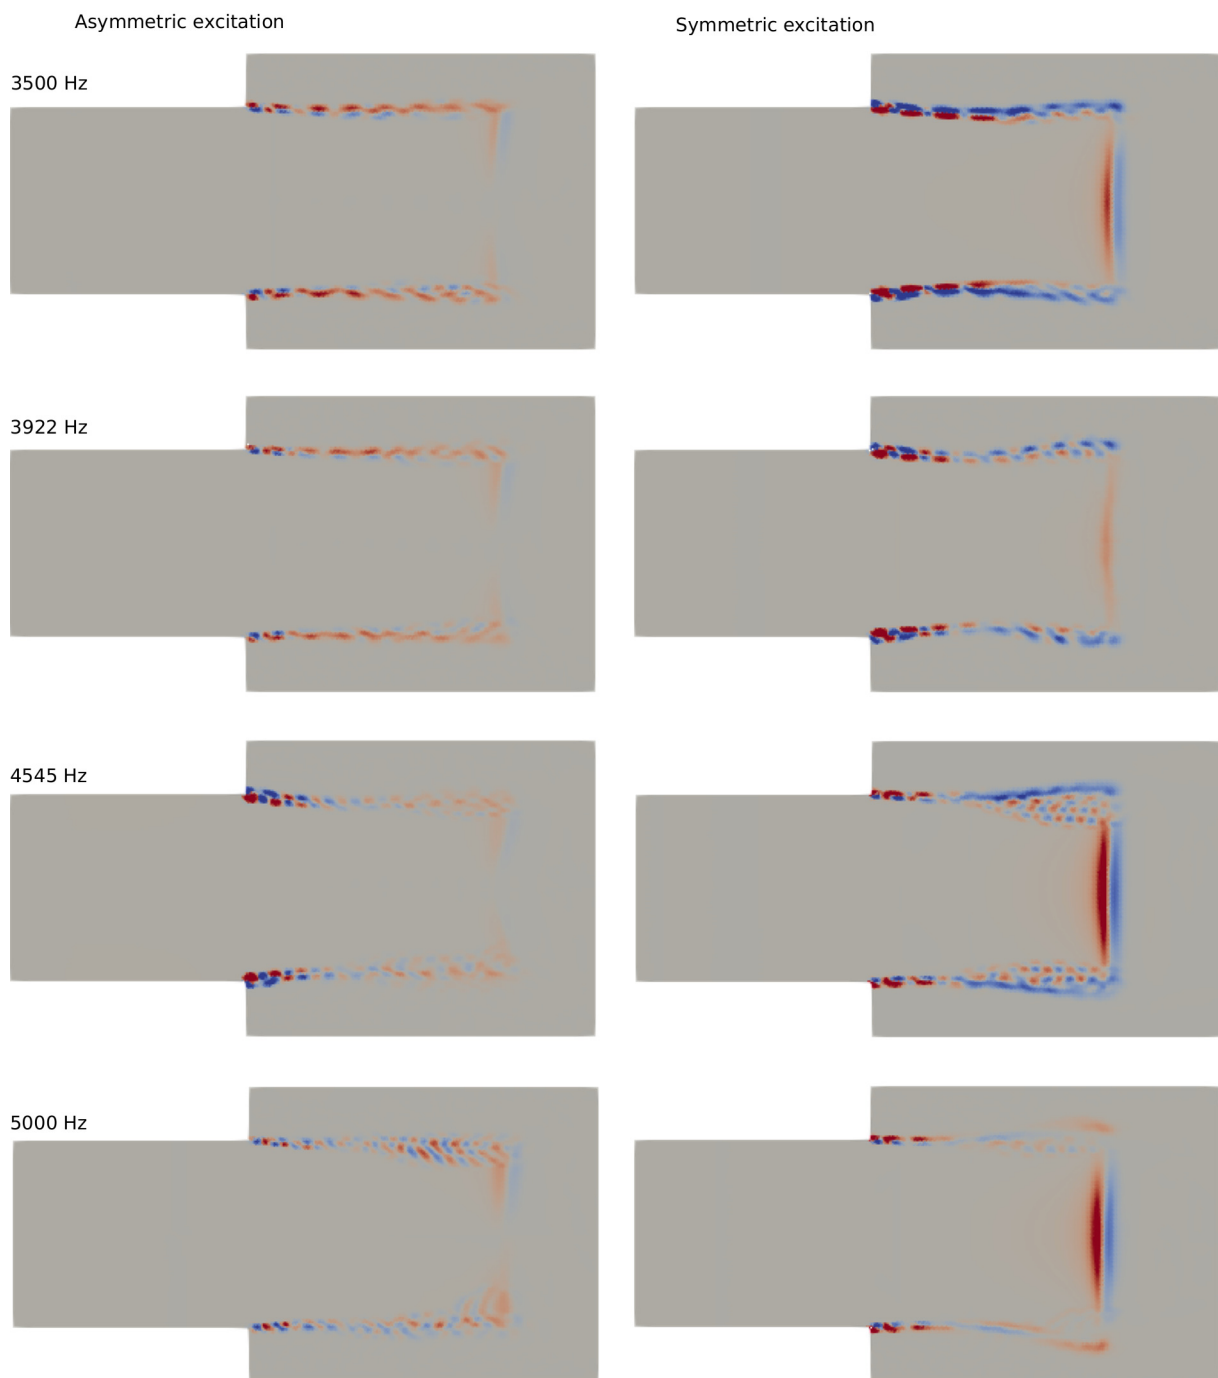 Asymmetric excitation
Symmetric excitation
3500 Hz
3922 Hz
4545 Hz
5000 Hz